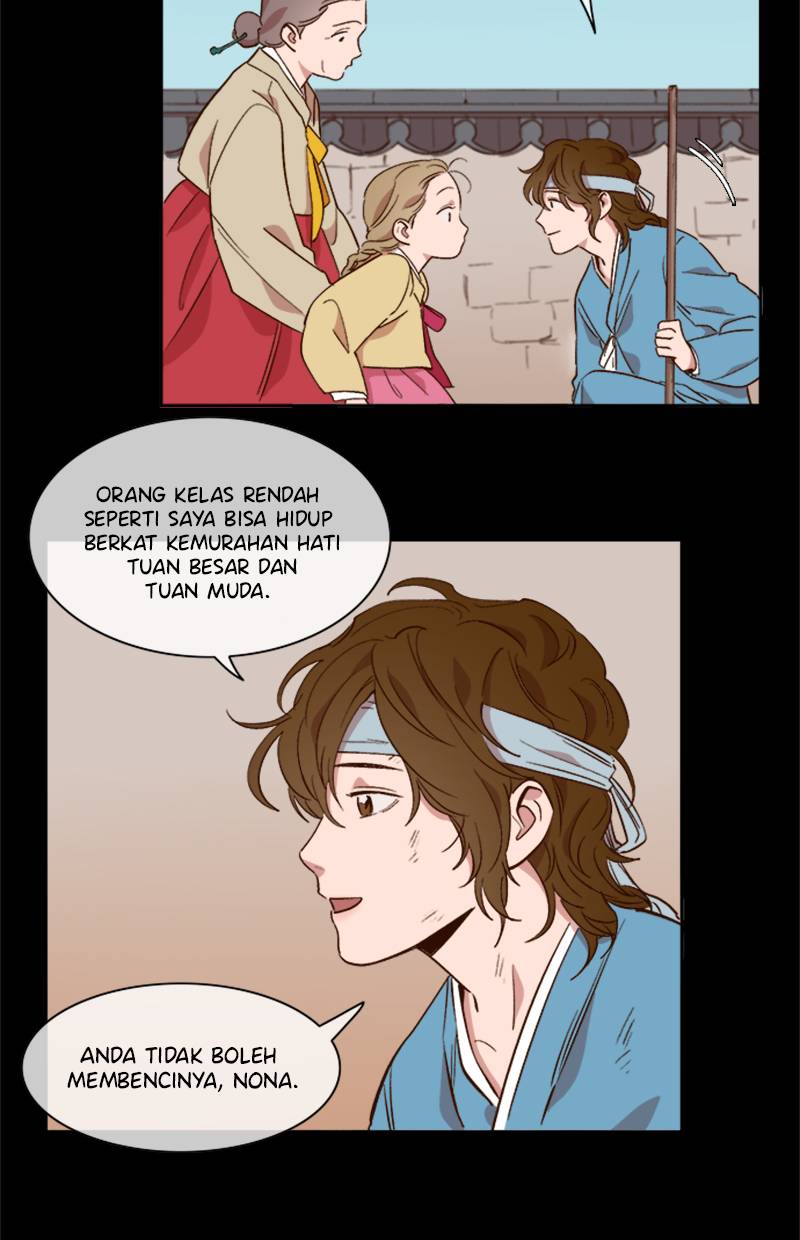 ORANG KELAS RENDAH
SEPERTI SAYA BISA HIDUP
BERKAT KEMURAHAN HATI
TUAN BESAR DAN
TUAN MUDA.
ANDA TIDAK BOLEH
MEMBENCINYA, NONA.